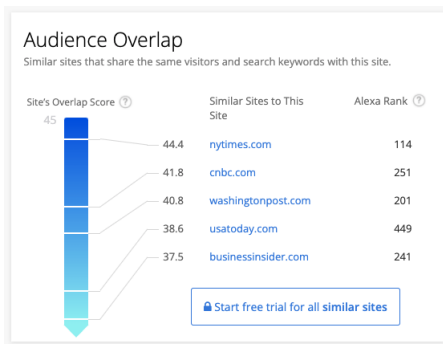 Audience Overlap
Similar sites that share the same visitors and search keywords with this site.
Site's Overlap Score ?
Similar Sites to This
Site
Alexa Rank ?
45
44.4 nytimes.com 114
41.8 cnbc.com 251
40.8 washingtonpost.com 201
38.6 usatoday.com 449
37.5 businessinsider.com 241
Start free trial for all similar sites